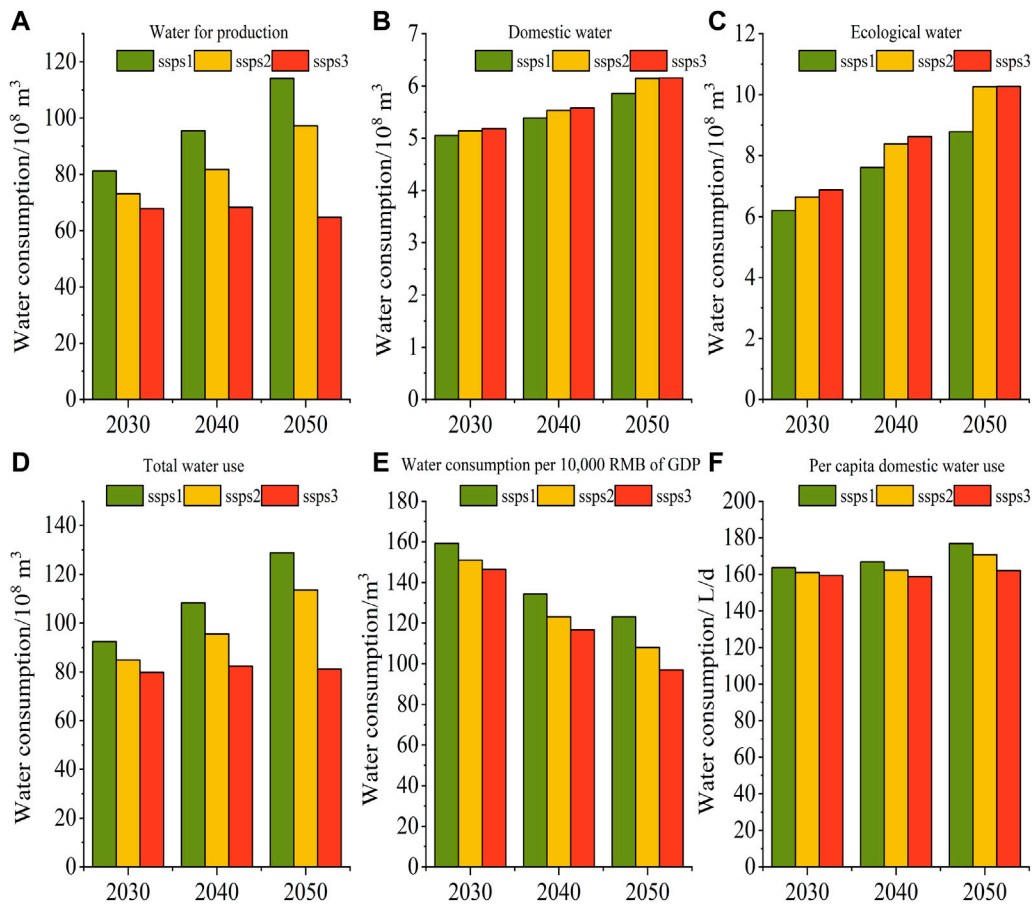 A
Water for production
ssps1 ssps2 ssps3
Water consumption/10⁸ m³
120
100
80
60
40
20
0
2030 2040 2050
B
Domestic water
ssps1 ssps2 ssps3
Water consumption/10⁸ m³
7
6
5
4
3
2
1
0
2030 2040 2050
C
Ecological water
ssps1 ssps2 ssps3
Water consumption/10⁸ m³
12
10
8
6
4
2
0
2030 2040 2050
D
Total water use
ssps1 ssps2 ssps3
Water consumption/10⁸ m³
140
120
100
80
60
40
20
0
2030 2040 2050
E
Water consumption per 10,000 RMB of GDP
ssps1 ssps2 ssps3
Water consumption/m³
180
160
140
120
100
80
60
40
20
0
2030 2040 2050
F
Per capita domestic water use
ssps1 ssps2 ssps3
Water consumption/ L/d
200
180
160
140
120
100
80
60
40
20
0
2030 2040 2050